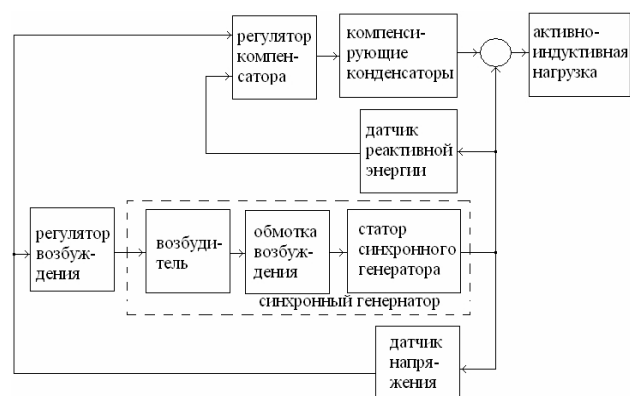 регулятор
компен-
сатора
компенси-
рующие
конденсаторы
активно-
индуктивная
нагрузка
датчик
реактивной
энергии
регулятор
возбуж-
дения
возбуди-
тель
обмотка
возбуж-
дения
статор
синхронного
генератора
синхронный генернатор
датчик
напря-
жения